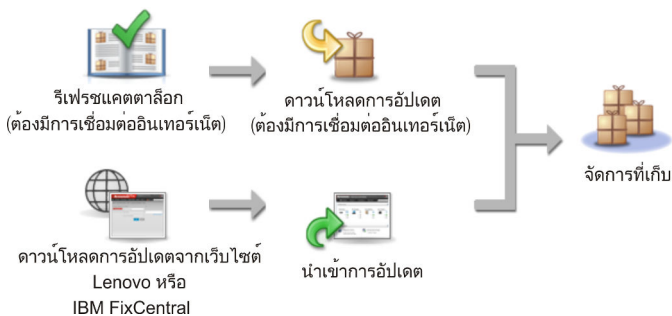 รีเฟรชแคตตาล็อก
(ต้องมีการเชื่อมต่ออินเทอร์เน็ต)
ดาวน์โหลดการอัปเดต
(ต้องมีการเชื่อมต่ออินเทอร์เน็ต)
จัดการที่เก็บ
ดาวน์โหลดการอัปเดตจากเว็บไซต์
Lenovo หรือ
IBM FixCentral
นำเข้าการอัปเดต